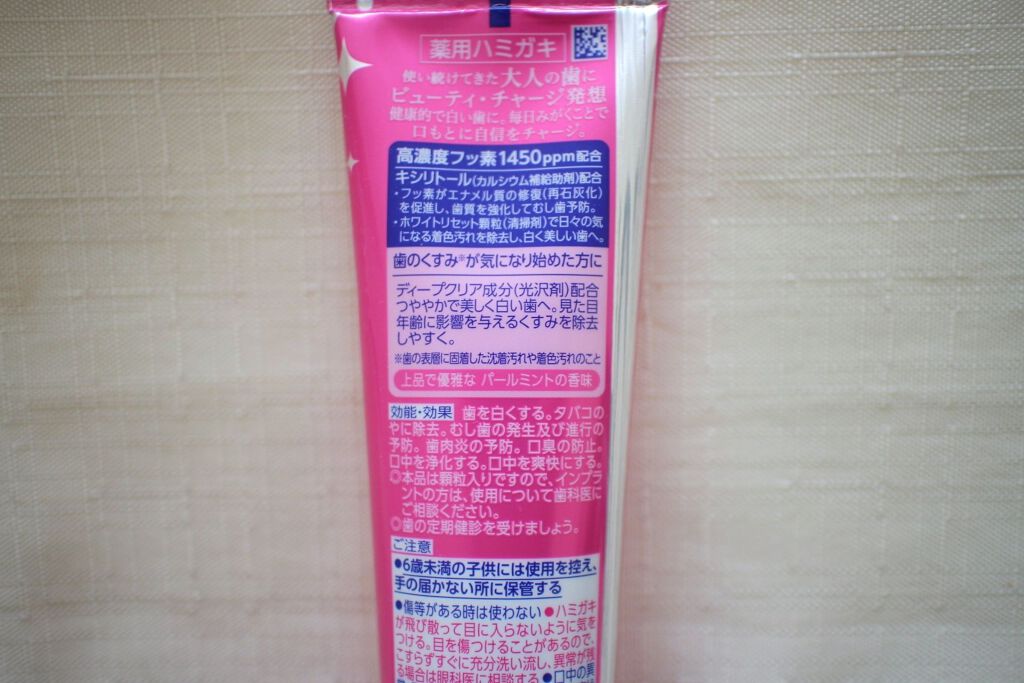 薬用ハミガキ
使い続けてきた大人の歯に
ビューティ・チャージ発想
健康的で白い歯に。毎日みがくことで
口もとに自信をチャージ。
高濃度フッ素1450ppm配合
キシリトール(カルシウム補給助剤)配合
・フッ素がエナメル質の修復(再石灰化)
を促進し、歯質を強化してむし歯予防。
・ホワイトリセット顆粒(清掃剤)で日々の気
になる着色汚れを除去し、白く美しい歯へ。
歯のくすみ※が気になり始めた方に
ディープクリア成分(光沢剤)配合
つややかで美しく白い歯へ。見た目
年齢に影響を与えるくすみを除去
しやすく。
※歯の表層に固着した沈着汚れや着色汚れのこと
上品で優雅な パールミントの香味
効能・効果 歯を白くする。タバコの
やに除去。むし歯の発生及び進行の
予防。歯肉炎の予防。口臭の防止。
口中を浄化する。口中を爽快にする。
◎本品は顆粒入りですので、インプラ
ントの方は、使用について歯科医に
ご相談ください。
◎歯の定期健診を受けましょう。
ご注意
●6歳未満の子供には使用を控え、
手の届かない所に保管する
●傷等がある時は使わない ●ハミガキ
が飛び散って目に入らないように気を
つける。目を傷つけることがあるので、
こすらずすぐに充分洗い流し、異常が残
る場合は眼科医に相談する ●口中の異